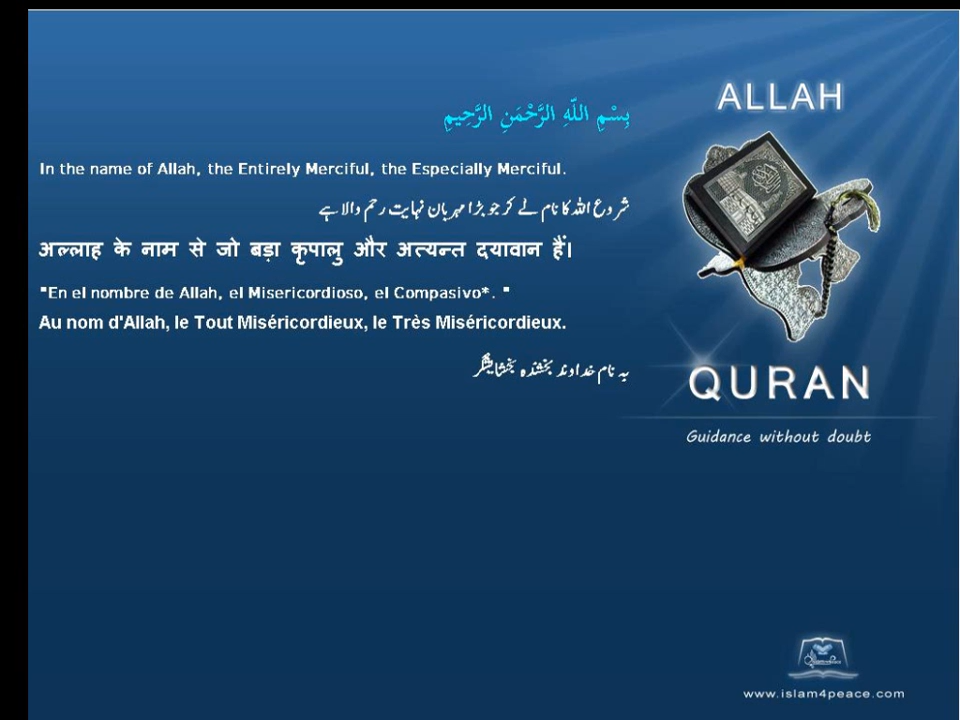 بِسْمِ اللّهِ الرَّحْمَنِ الرَّحِيمِ
In the name of Allah, the Entirely Merciful, the Especially Merciful.
شروع الله کا نام لے کر جو بڑا مہربان نہایت رحم والا ہے
अल्लाह के नाम से जो बड़ा कृपालु और अत्यन्त दयावान हैं।
"En el nombre de Allah, el Misericordioso, el Compasivo*. "
Au nom d'Allah, le Tout Miséricordieux, le Très Miséricordieux.
به نام خداوند بخشنده بخشایشگر
ALLAH
QURAN
Guidance without doubt
www.islam4peace.com